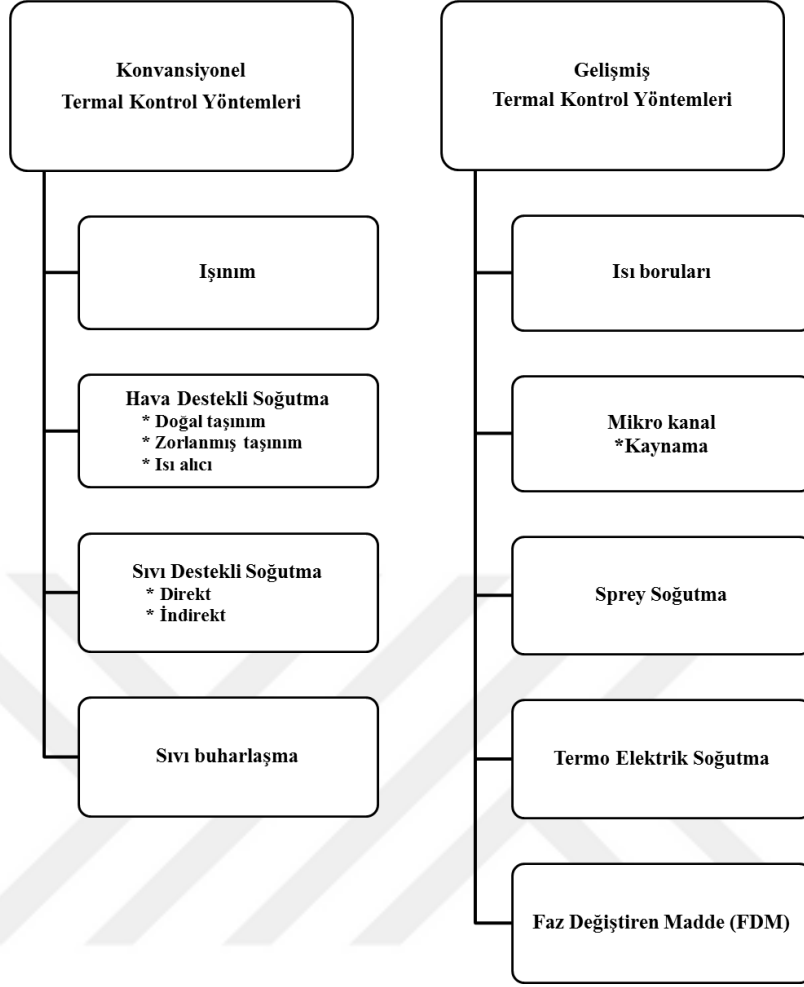 Konvansiyonel
Termal Kontrol Yöntemleri
Işınım
Hava Destekli Soğutma
* Doğal taşınım
* Zorlanmış taşınım
* Isı alıcı
Sıvı Destekli Soğutma
* Direkt
* İndirekt
Sıvı buharlaşma
Gelişmiş
Termal Kontrol Yöntemleri
Isı boruları
Mikro kanal
*Kaynama
Sprey Soğutma
Termo Elektrik Soğutma
Faz Değiştiren Madde (FDM)